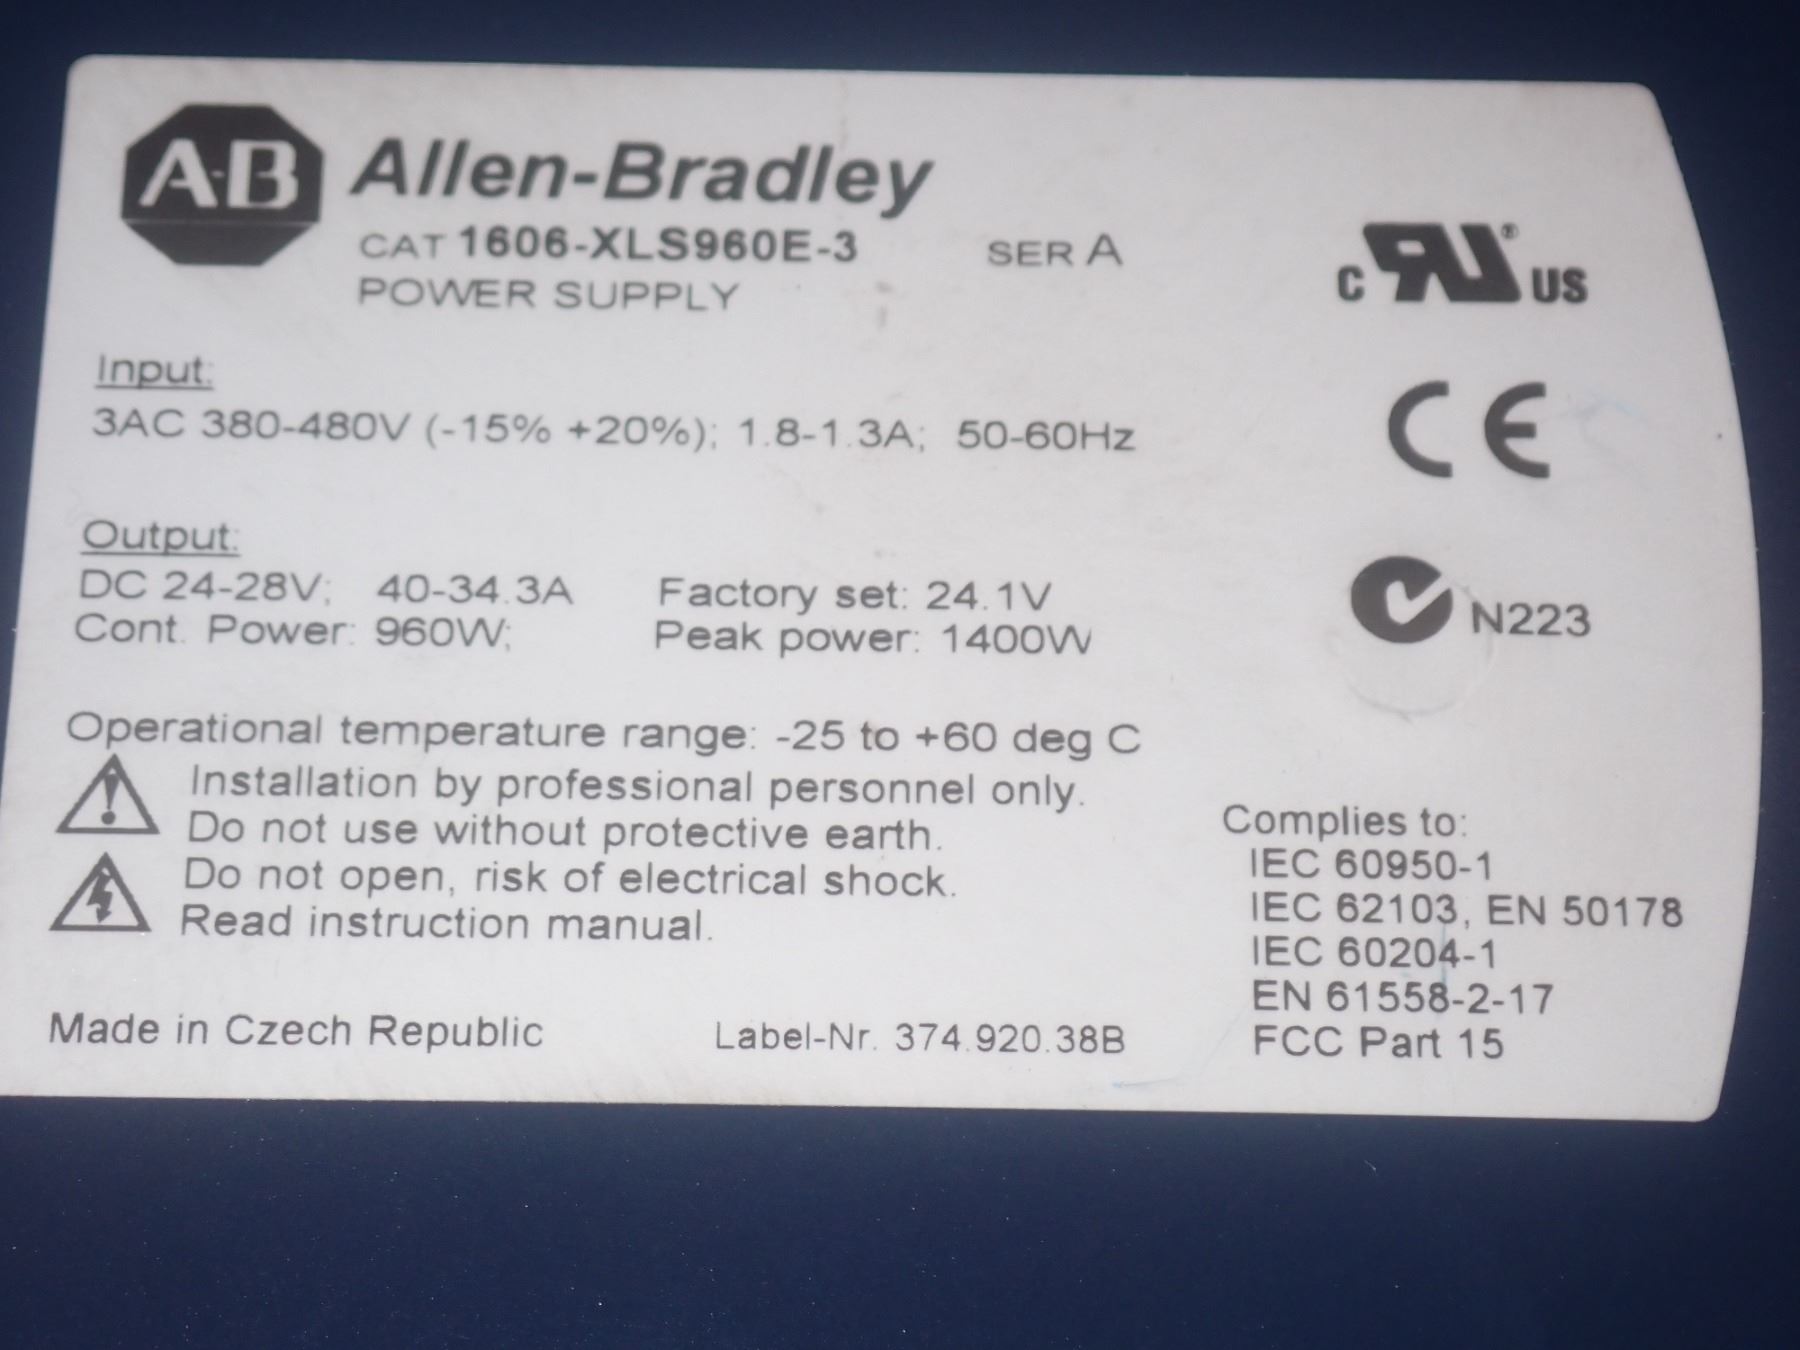 A-B Allen-Bradley
CAT 1606-XLS960E-3 SER A
POWER SUPPLY
C RU ® US
Input:
3AC 380-480V (-15% +20%); 1.8-1.3A; 50-60Hz
CE
Output:
DC 24-28V; 40-34.3A Factory set: 24.1V
Cont. Power: 960W; Peak power: 1400W
N223
Operational temperature range: -25 to +60 deg C
Installation by professional personnel only.
Do not use without protective earth.
Do not open, risk of electrical shock.
Read instruction manual.
Complies to:
IEC 60950-1
IEC 62103, EN 50178
IEC 60204-1
EN 61558-2-17
FCC Part 15
Made in Czech Republic Label-Nr. 374.920.38B